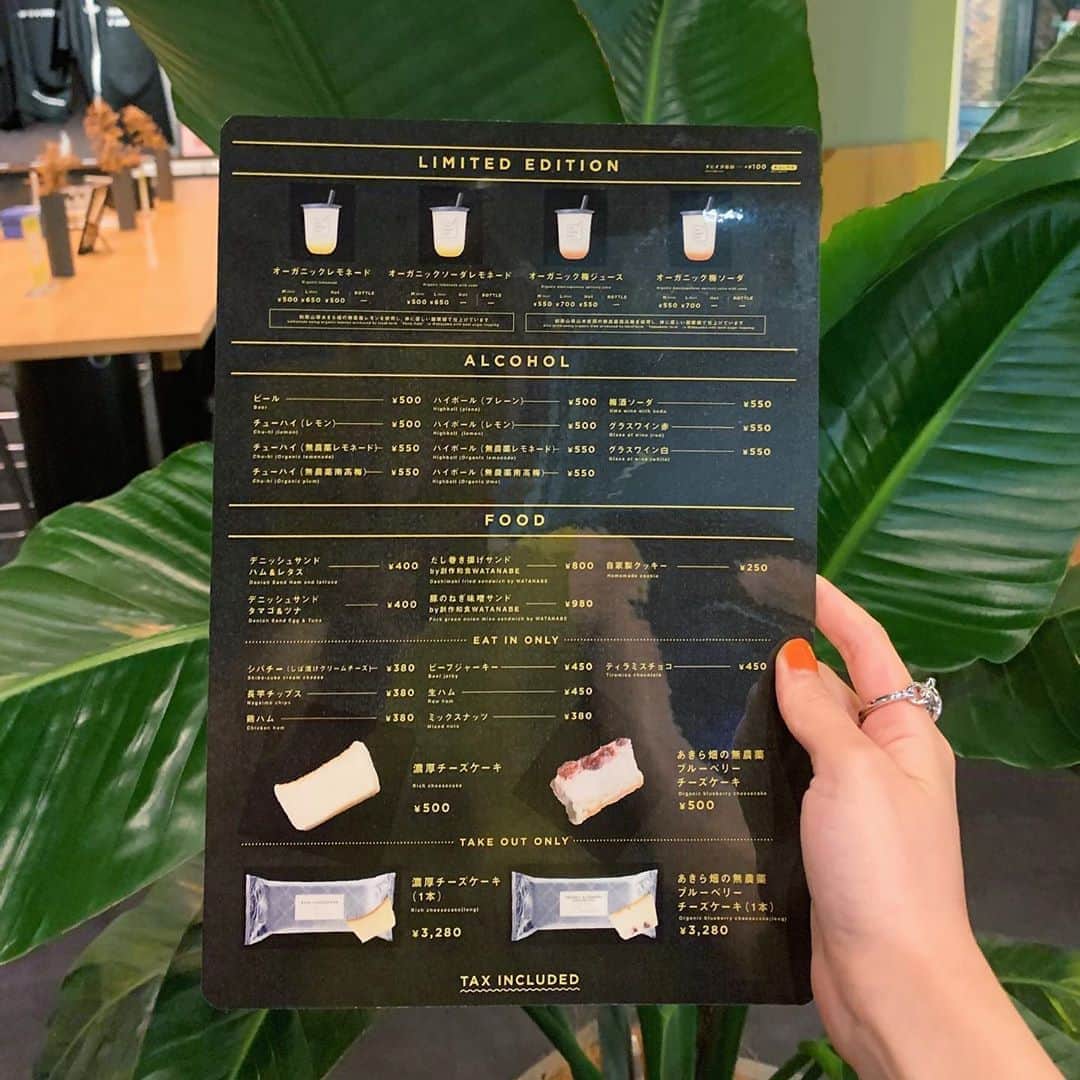 LIMITED EDITION
¥100
オーガニックレモネード
Organic lemonade
オーガニックソーダレモネード
Organic lemonade with soda
オーガニック梅ジュース
オーガニック梅ソーダ
Hot BOTTLE
¥500 ¥650 ¥500 —
Hot BOTTLE
¥500 ¥650 — —
Hot BOTTLE
¥550 ¥700 ¥550 —
Hot BOTTLE
¥550 ¥700 — —
ALCOHOL
ビール ¥500
Beer
チューハイ (レモン) ¥500
Chu-hi (lemon)
チューハイ (無農薬レモネード) ¥550
Chu-hi (Organic lemonade)
チューハイ (無農薬南高梅) ¥550
Chu-hi (Organic plum)
ハイボール (プレーン) ¥500
Highball (plane)
ハイボール (レモン) ¥500
Highball (lemon)
ハイボール (無農薬レモネード) ¥550
Highball (Organic lemonade)
ハイボール (無農薬南高梅) ¥550
Highball (Organic Ume)
梅酒ソーダ ¥550
Ume wine with soda
グラスワイン赤 ¥550
Glass of wine (red)
グラスワイン白 ¥550
Glass of wine (white)
FOOD
デニッシュサンド
ハム&レタス ¥400
Danish Sand Ham and lettuce
デニッシュサンド
タマゴ&ツナ ¥400
Danish Sand Egg & Tuna
だし巻き揚げサンド
by創作和食WATANABE ¥800
Dashimaki fried sandwich by WATANABE
豚のねぎ味噌サンド
by創作和食WATANABE ¥980
Pork green onion miso sandwich by WATANABE
自家製クッキー ¥250
Homemade cookie
EAT IN ONLY
シバチー (しば漬けクリームチーズ) ¥380
Shiba-zuke cream cheese
長芋チップス ¥380
Nagaimo chips
鶏ハム ¥380
Chicken ham
ビーフジャーキー ¥450
Beef jerky
生ハム ¥450
Raw ham
ミックスナッツ ¥380
Mixed nuts
ティラミスチョコ ¥450
Tiramisu chocolate
濃厚チーズケーキ
Rich cheesecake
¥500
あきら畑の無農薬
ブルーベリー
チーズケーキ
Organic blueberry cheesecake
¥500
TAKE OUT ONLY
濃厚チーズケーキ
(1本)
Rich cheesecake(long)
¥3,280
あきら畑の無農薬
ブルーベリー
チーズケーキ (1本)
Organic blueberry cheesecake(long)
¥3,280
TAX INCLUDED